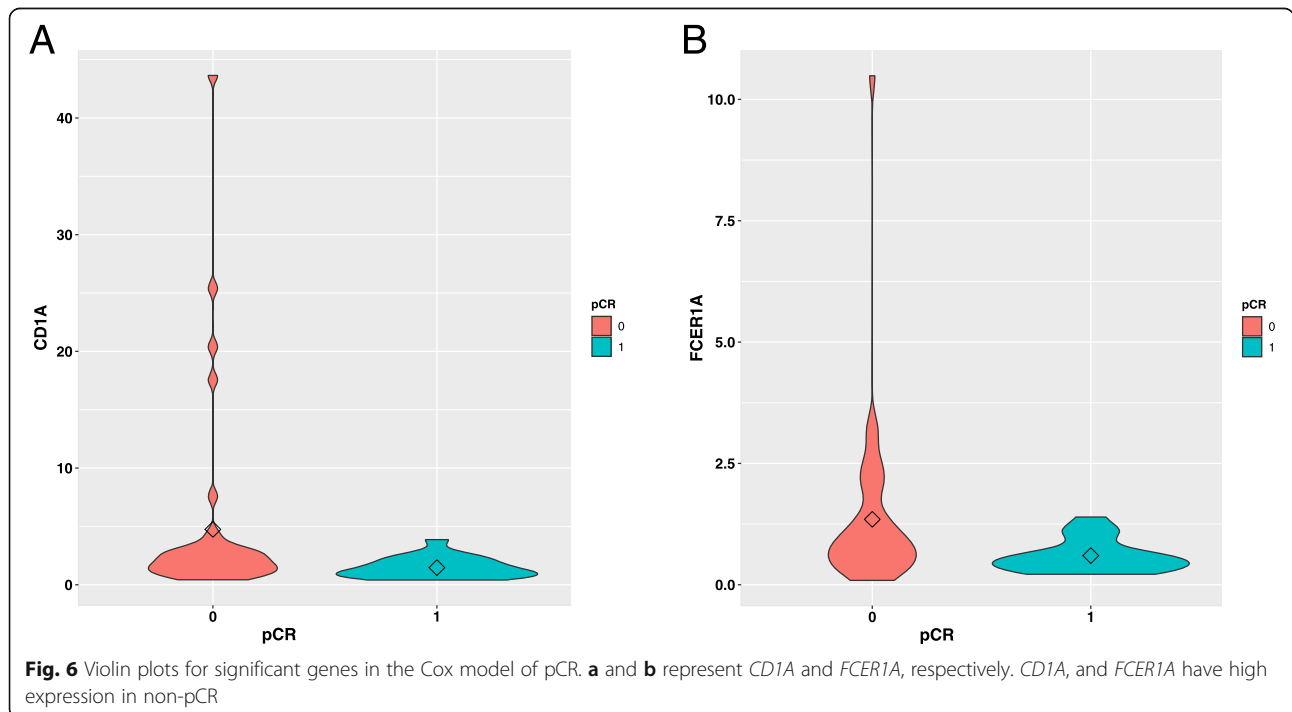 A
B
CD1A
40
30
20
10
0
0
1
pCR
pCR
0
1
FCER1A
10.0
7.5
5.0
2.5
0.0
0
1
pCR
pCR
0
1
Fig. 6 Violin plots for significant genes in the Cox model of pCR. a and b represent CD1A and FCER1A, respectively. CD1A, and FCER1A have high
expression in non-pCR